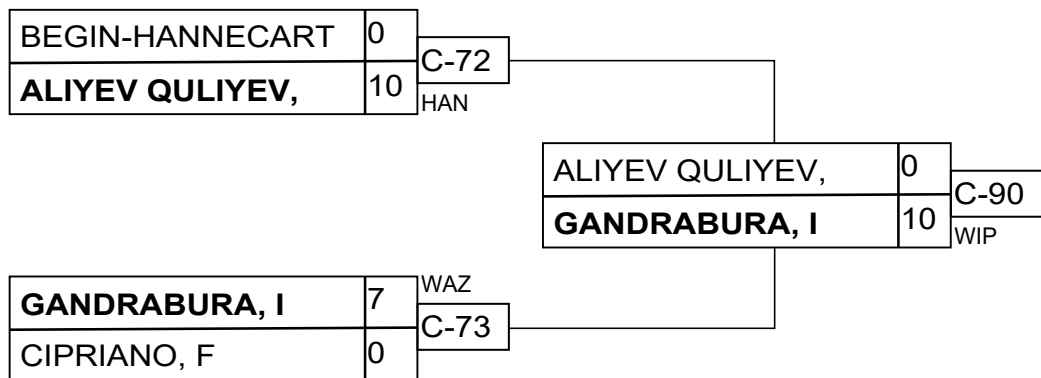 BEGIN-HANNECART 0
C-72
ALIYEV QULIYEV, 10
HAN
ALIYEV QULIYEV, 0
C-90
GANDRABURA, I 10
WIP
WAZ
GANDRABURA, I 7
C-73
CIPRIANO, F 0